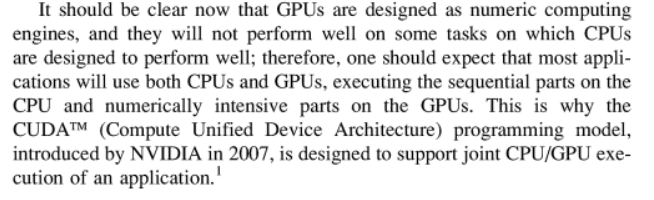 It should be clear now that GPUs are designed as numeric computing
engines, and they will not perform well on some tasks on which CPUs
are designed to perform well; therefore, one should expect that most appli-
cations will use both CPUs and GPUs, executing the sequential parts on the
CPU and numerically intensive parts on the GPUs. This is why the
CUDA™ (Compute Unified Device Architecture) programming model,
introduced by NVIDIA in 2007, is designed to support joint CPU/GPU exe-
cution of an application.¹